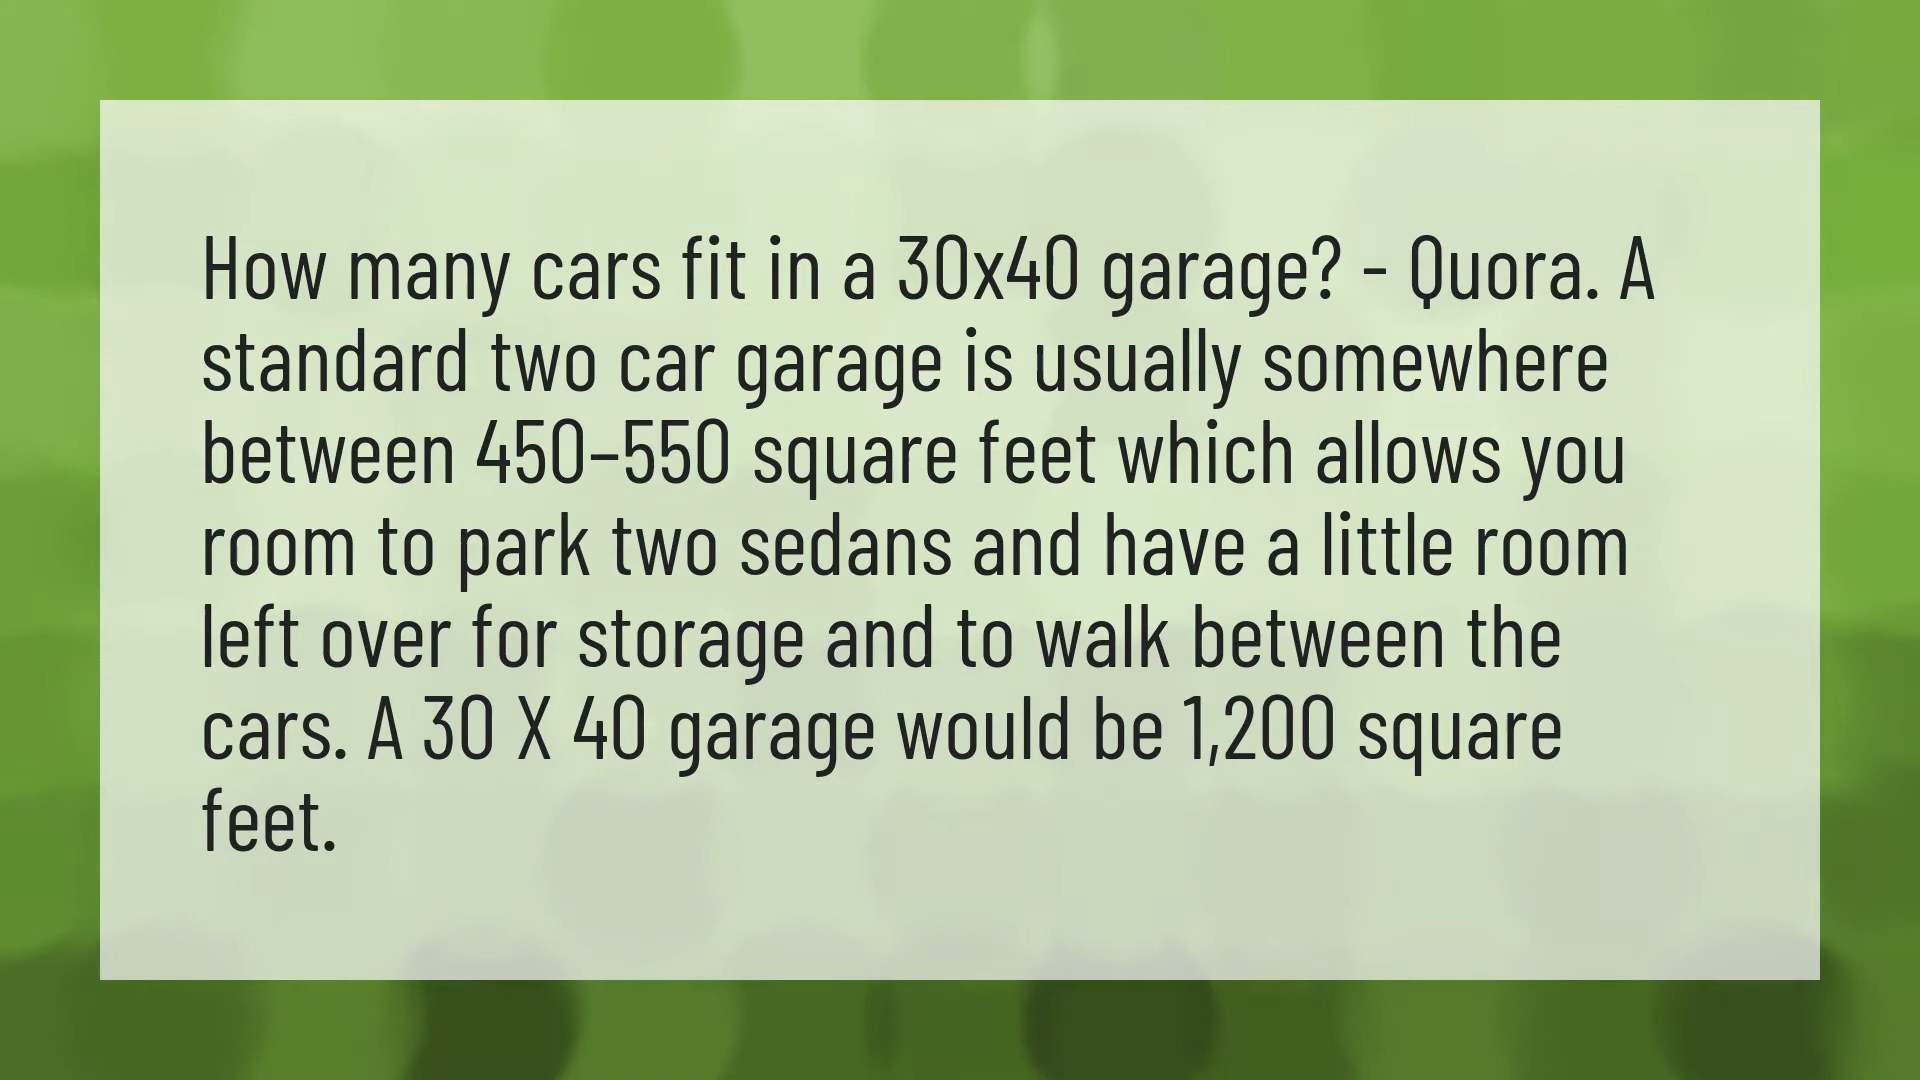 How many cars fit in a 30x40 garage? - Quora. A
standard two car garage is usually somewhere
between 450–550 square feet which allows you
room to park two sedans and have a little room
left over for storage and to walk between the
cars. A 30 X 40 garage would be 1,200 square
feet.